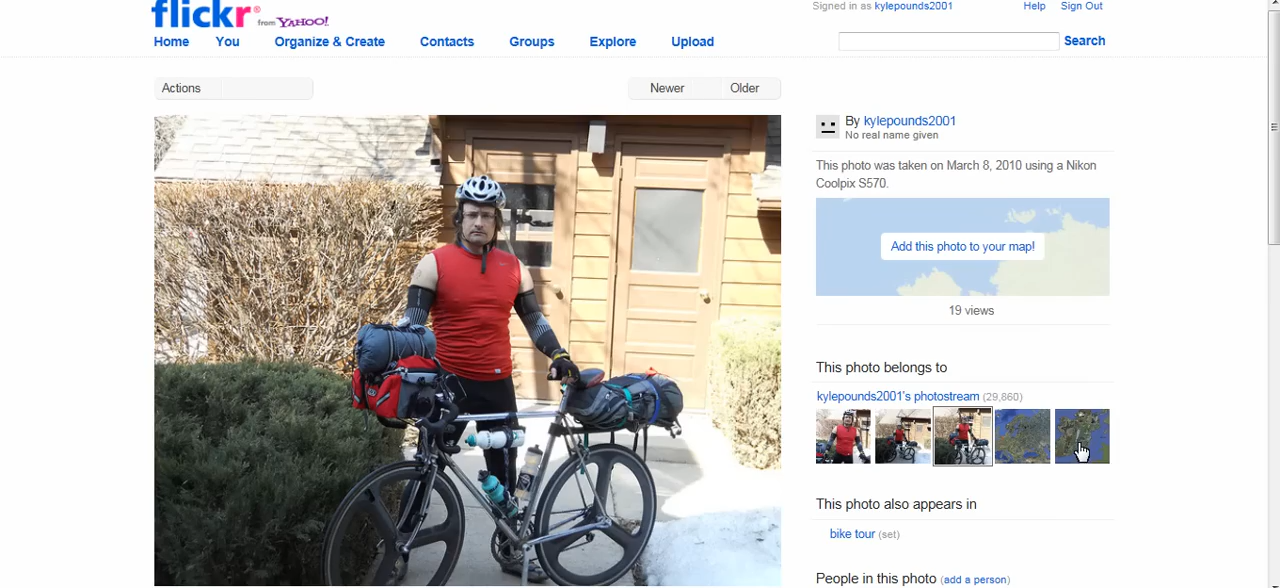 flickr from YAHOO!
Signed in as kylepounds2001 Help Sign Out
Home You Organize & Create Contacts Groups Explore Upload Search
Actions Newer Older
By kylepounds2001
No real name given
This photo was taken on March 8, 2010 using a Nikon
Coolpix S570.
Add this photo to your map!
19 views
This photo belongs to
kylepounds2001's photostream (29,860)
This photo also appears in
bike tour (set)
People in this photo (add a person)